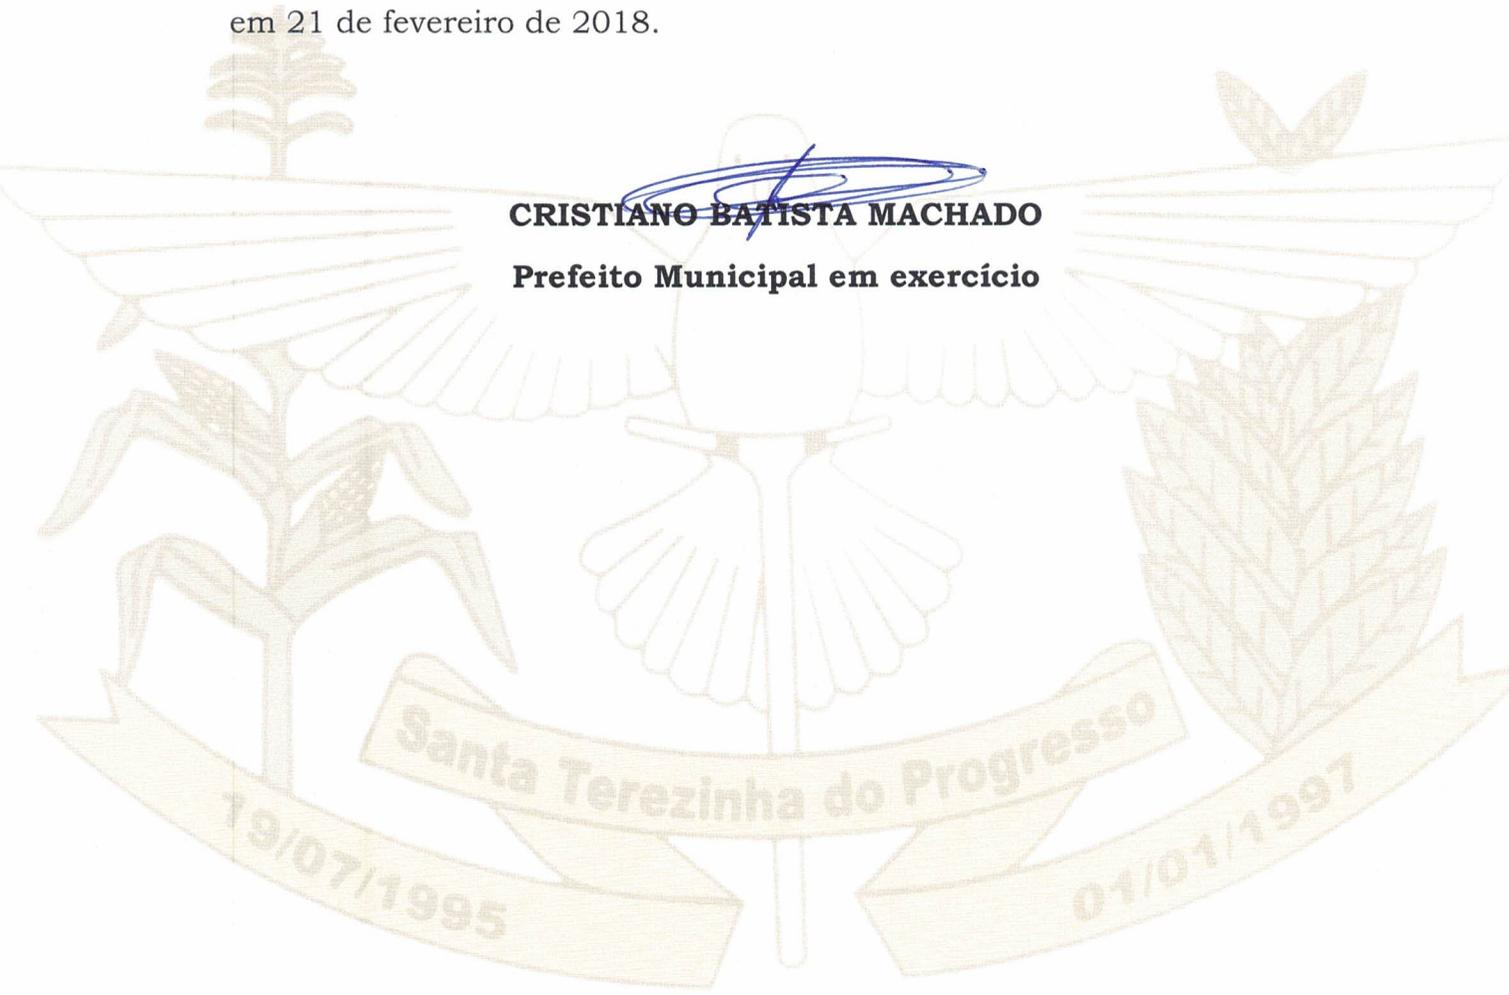 em 21 de fevereiro de 2018.
CRISTIANO BATISTA MACHADO
Prefeito Municipal em exercício
Santa Terezinha do Progresso
19/07/1995
01/01/1997